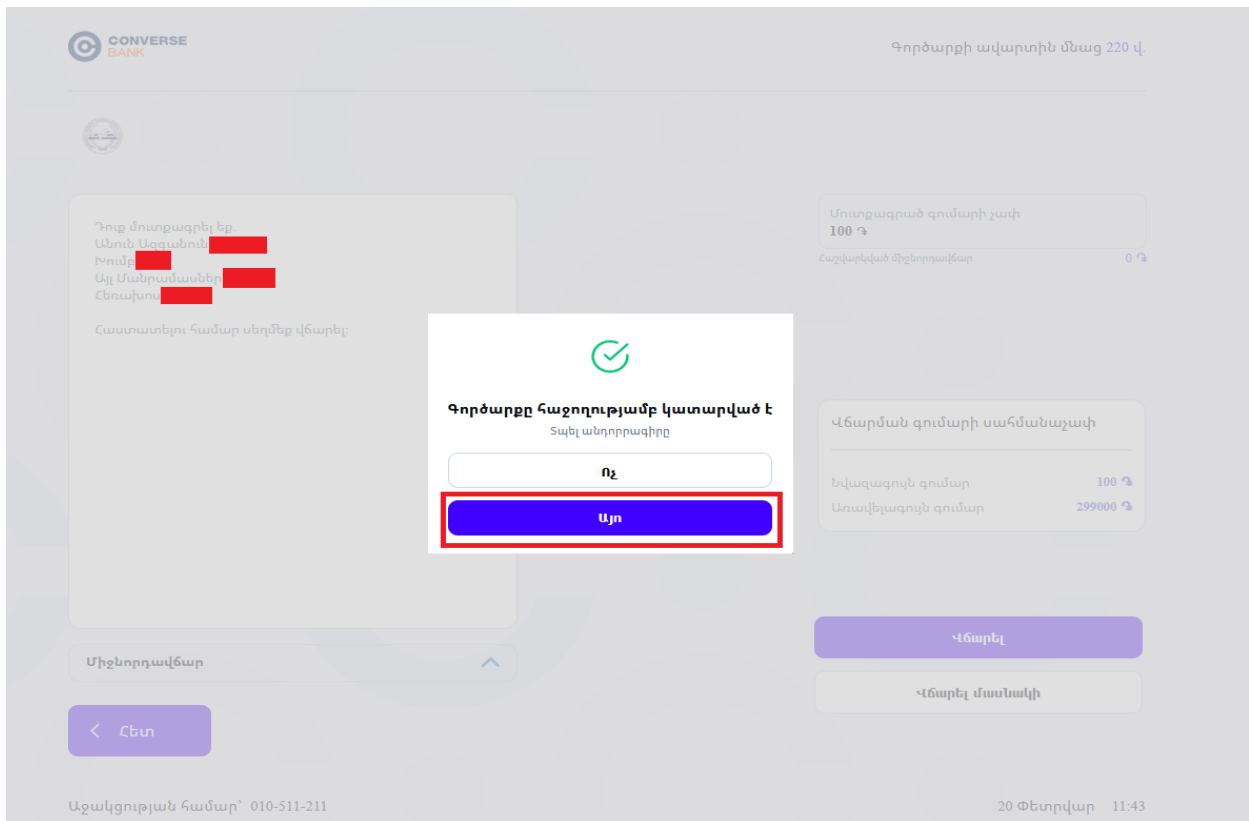 CONVERSE
BANK
Գործարքի ավարտին մնաց 220 վ.
Դուք մուտքագրել եք.
Անուն Ազգանուն
Խումբ
Այլ Մանրամասներ
Հեռախոս
Հաստատելու համար սեղմեք վճարել:
Մուտքագրած գումարի չափ
100 ֏
Հաշվարկված միջնորդավճար 0 ֏
Գործարքը հաջողությամբ կատարված է
Տպել անդորրագիրը
Ոչ
Այո
Վճարման գումարի սահմանաչափ
Նվազագույն գումար 100 ֏
Առավելագույն գումար 299000 ֏
Վճարել
Միջնորդավճար
Վճարել մասնակի
Հետ
Աջակցության համար՝ 010-511-211
20 Փետրվար 11:43